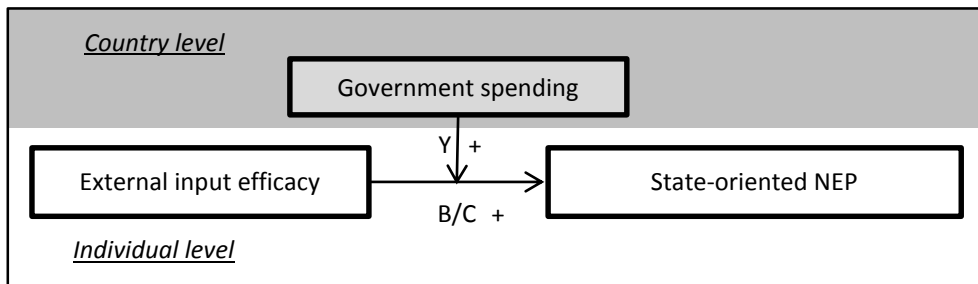 Country level
Government spending
Y +
External input efficacy
State-oriented NEP
B/C +
Individual level